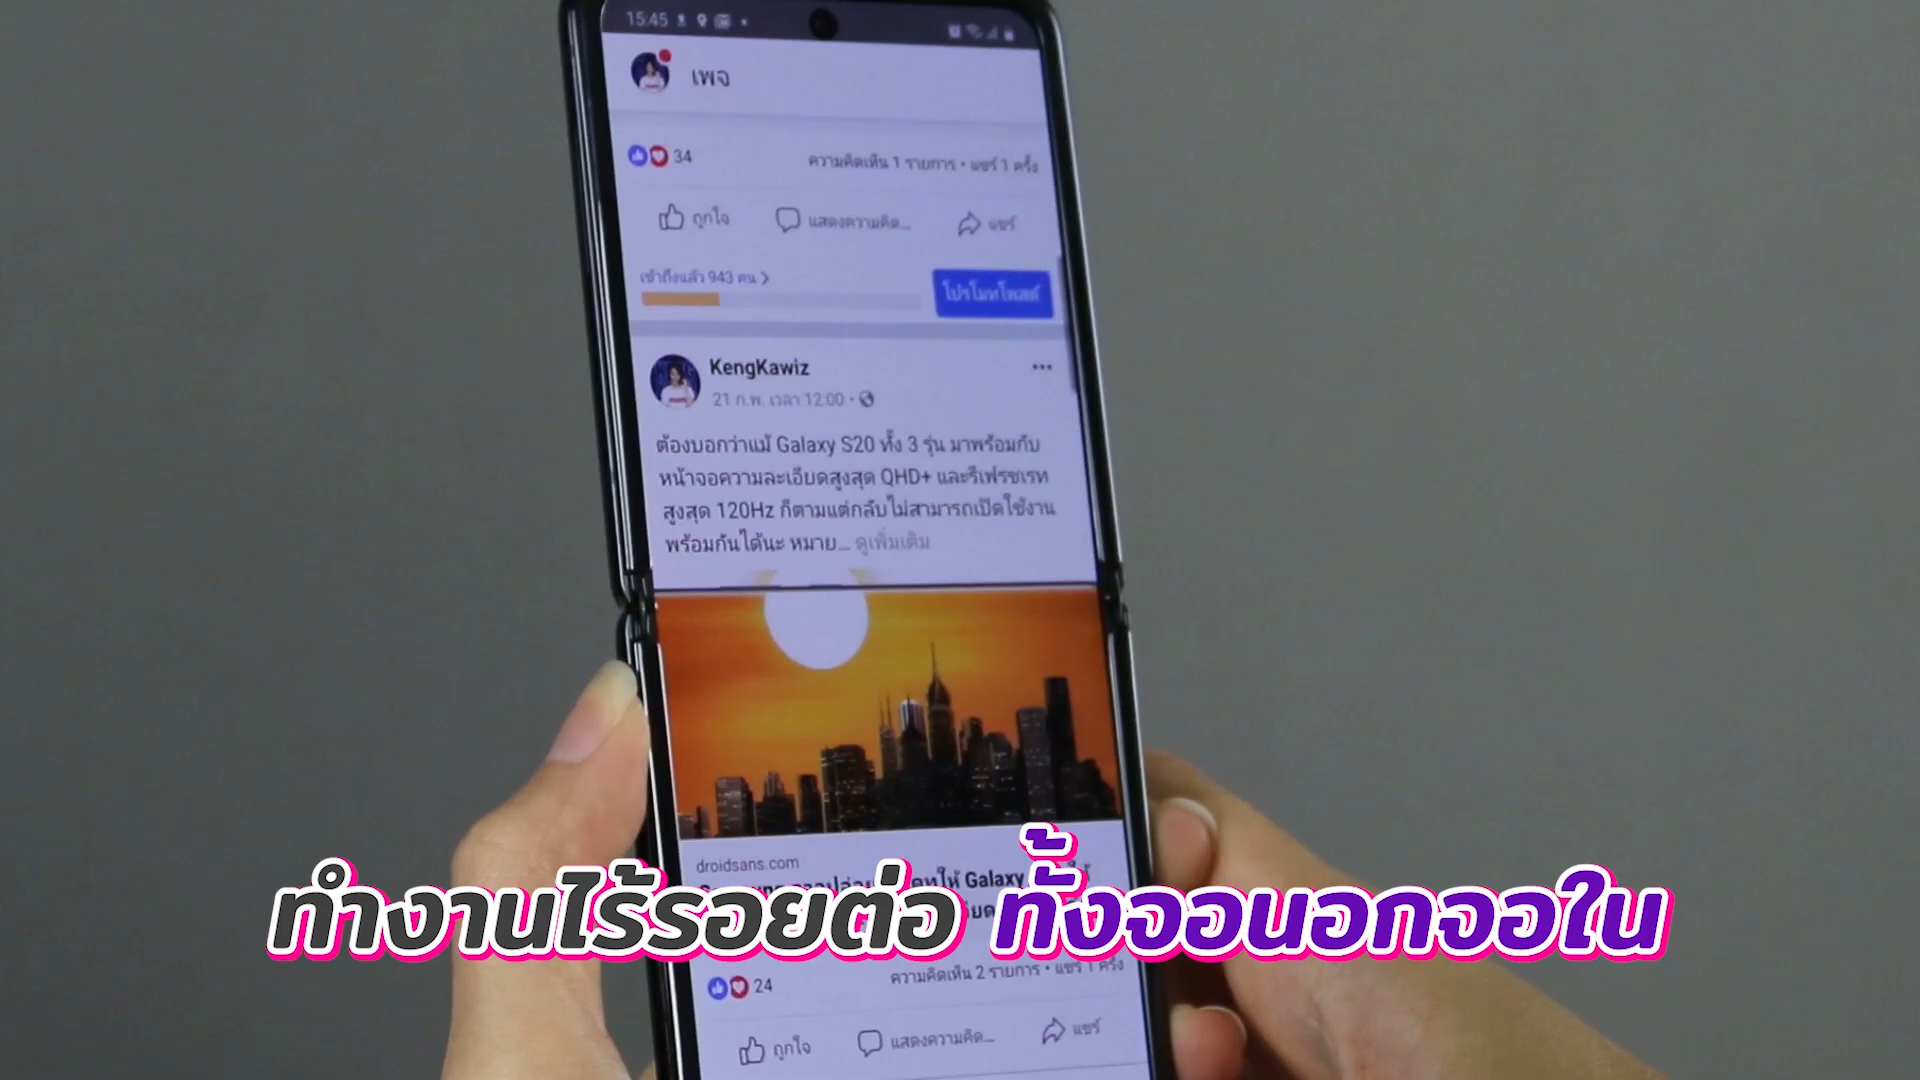 15:45
เพจ
34
ความคิดเห็น 1 รายการ • แชร์ 1 ครั้ง
ถูกใจ แสดงความคิด... แชร์
เข้าถึงแล้ว 943 คน
โปรโมทโพสต์
KengKawiz
21 ก.พ. เวลา 12:00
ต้องบอกว่าแม้ Galaxy S20 ทั้ง 3 รุ่น มาพร้อมกับ
หน้าจอความละเอียดสูงสุด QHD+ และรีเฟรชเรท
สูงสุด 120Hz ก็ตามแต่กลับไม่สามารถเปิดใช้งาน
พร้อมกันได้นะ หมาย... ดูเพิ่มเติม
droidsans.com
Galaxy
ทำงานไร้รอยต่อ ทั้งจอนอกจอใน
24
ความคิดเห็น 2 รายการ • แชร์ 1 ครั้ง
ถูกใจ แสดงความคิด... แชร์